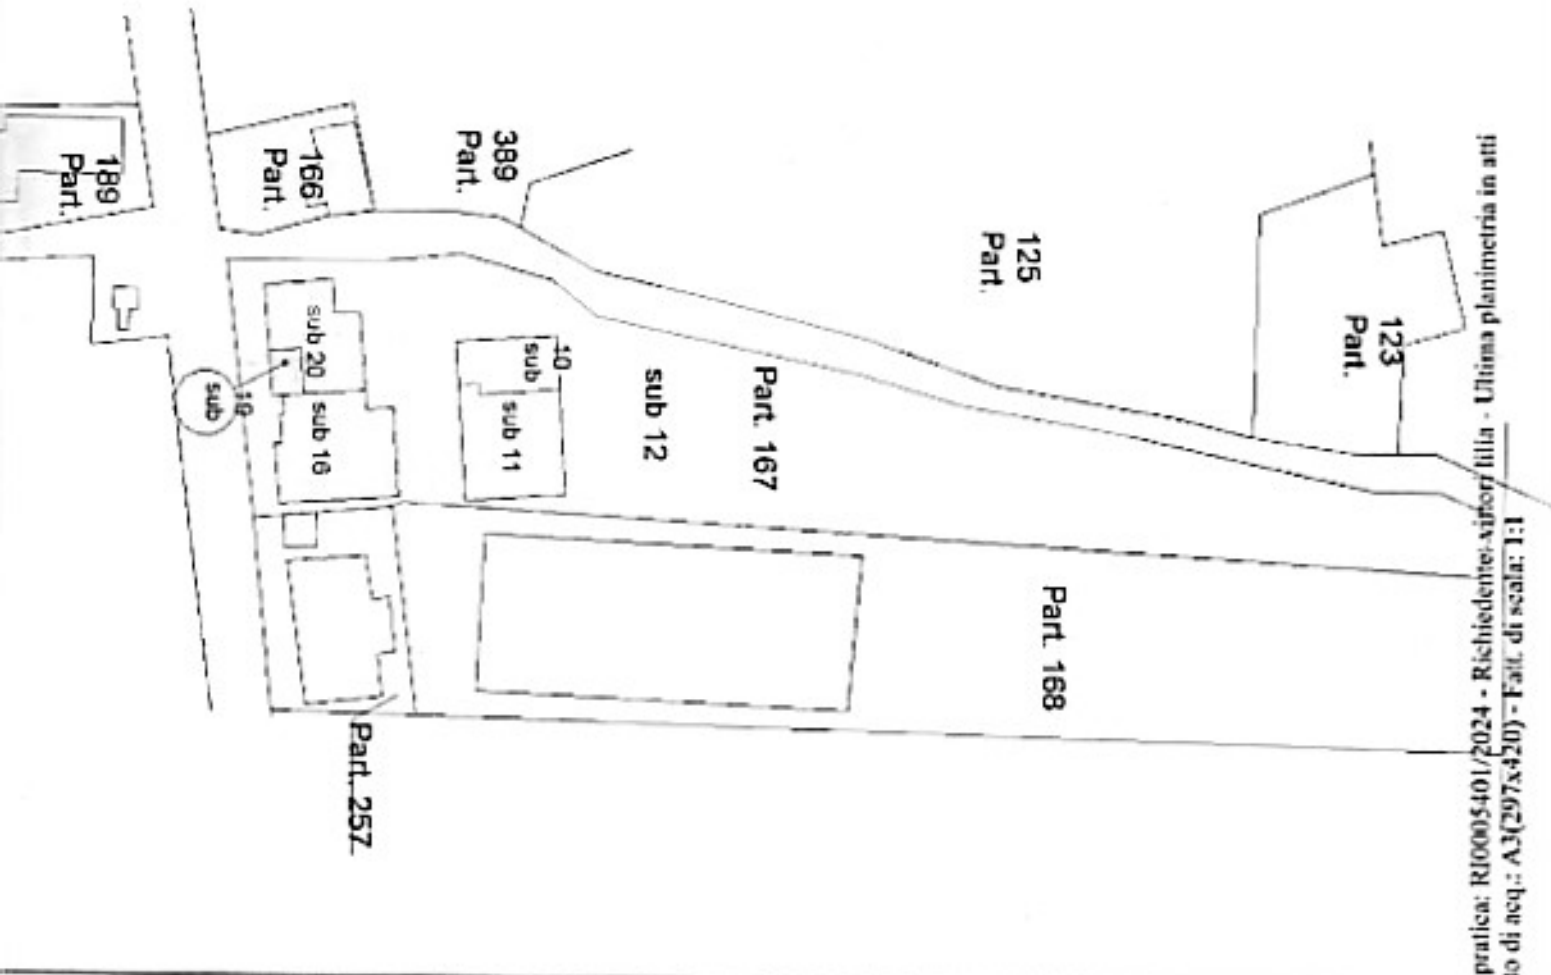 189
Part.
166
Part.
389
Part.
125
Part.
123
Part.
sub 20
sub 16
sub
19
10
sub
sub 11
sub 12
Part. 167
Part. 168
Part. 257
pratica: RI0005401/2024 - Richiedente - Ultima planimetria in atti
di acq.: A3(297x420) - Fatt. di scala: 1:1